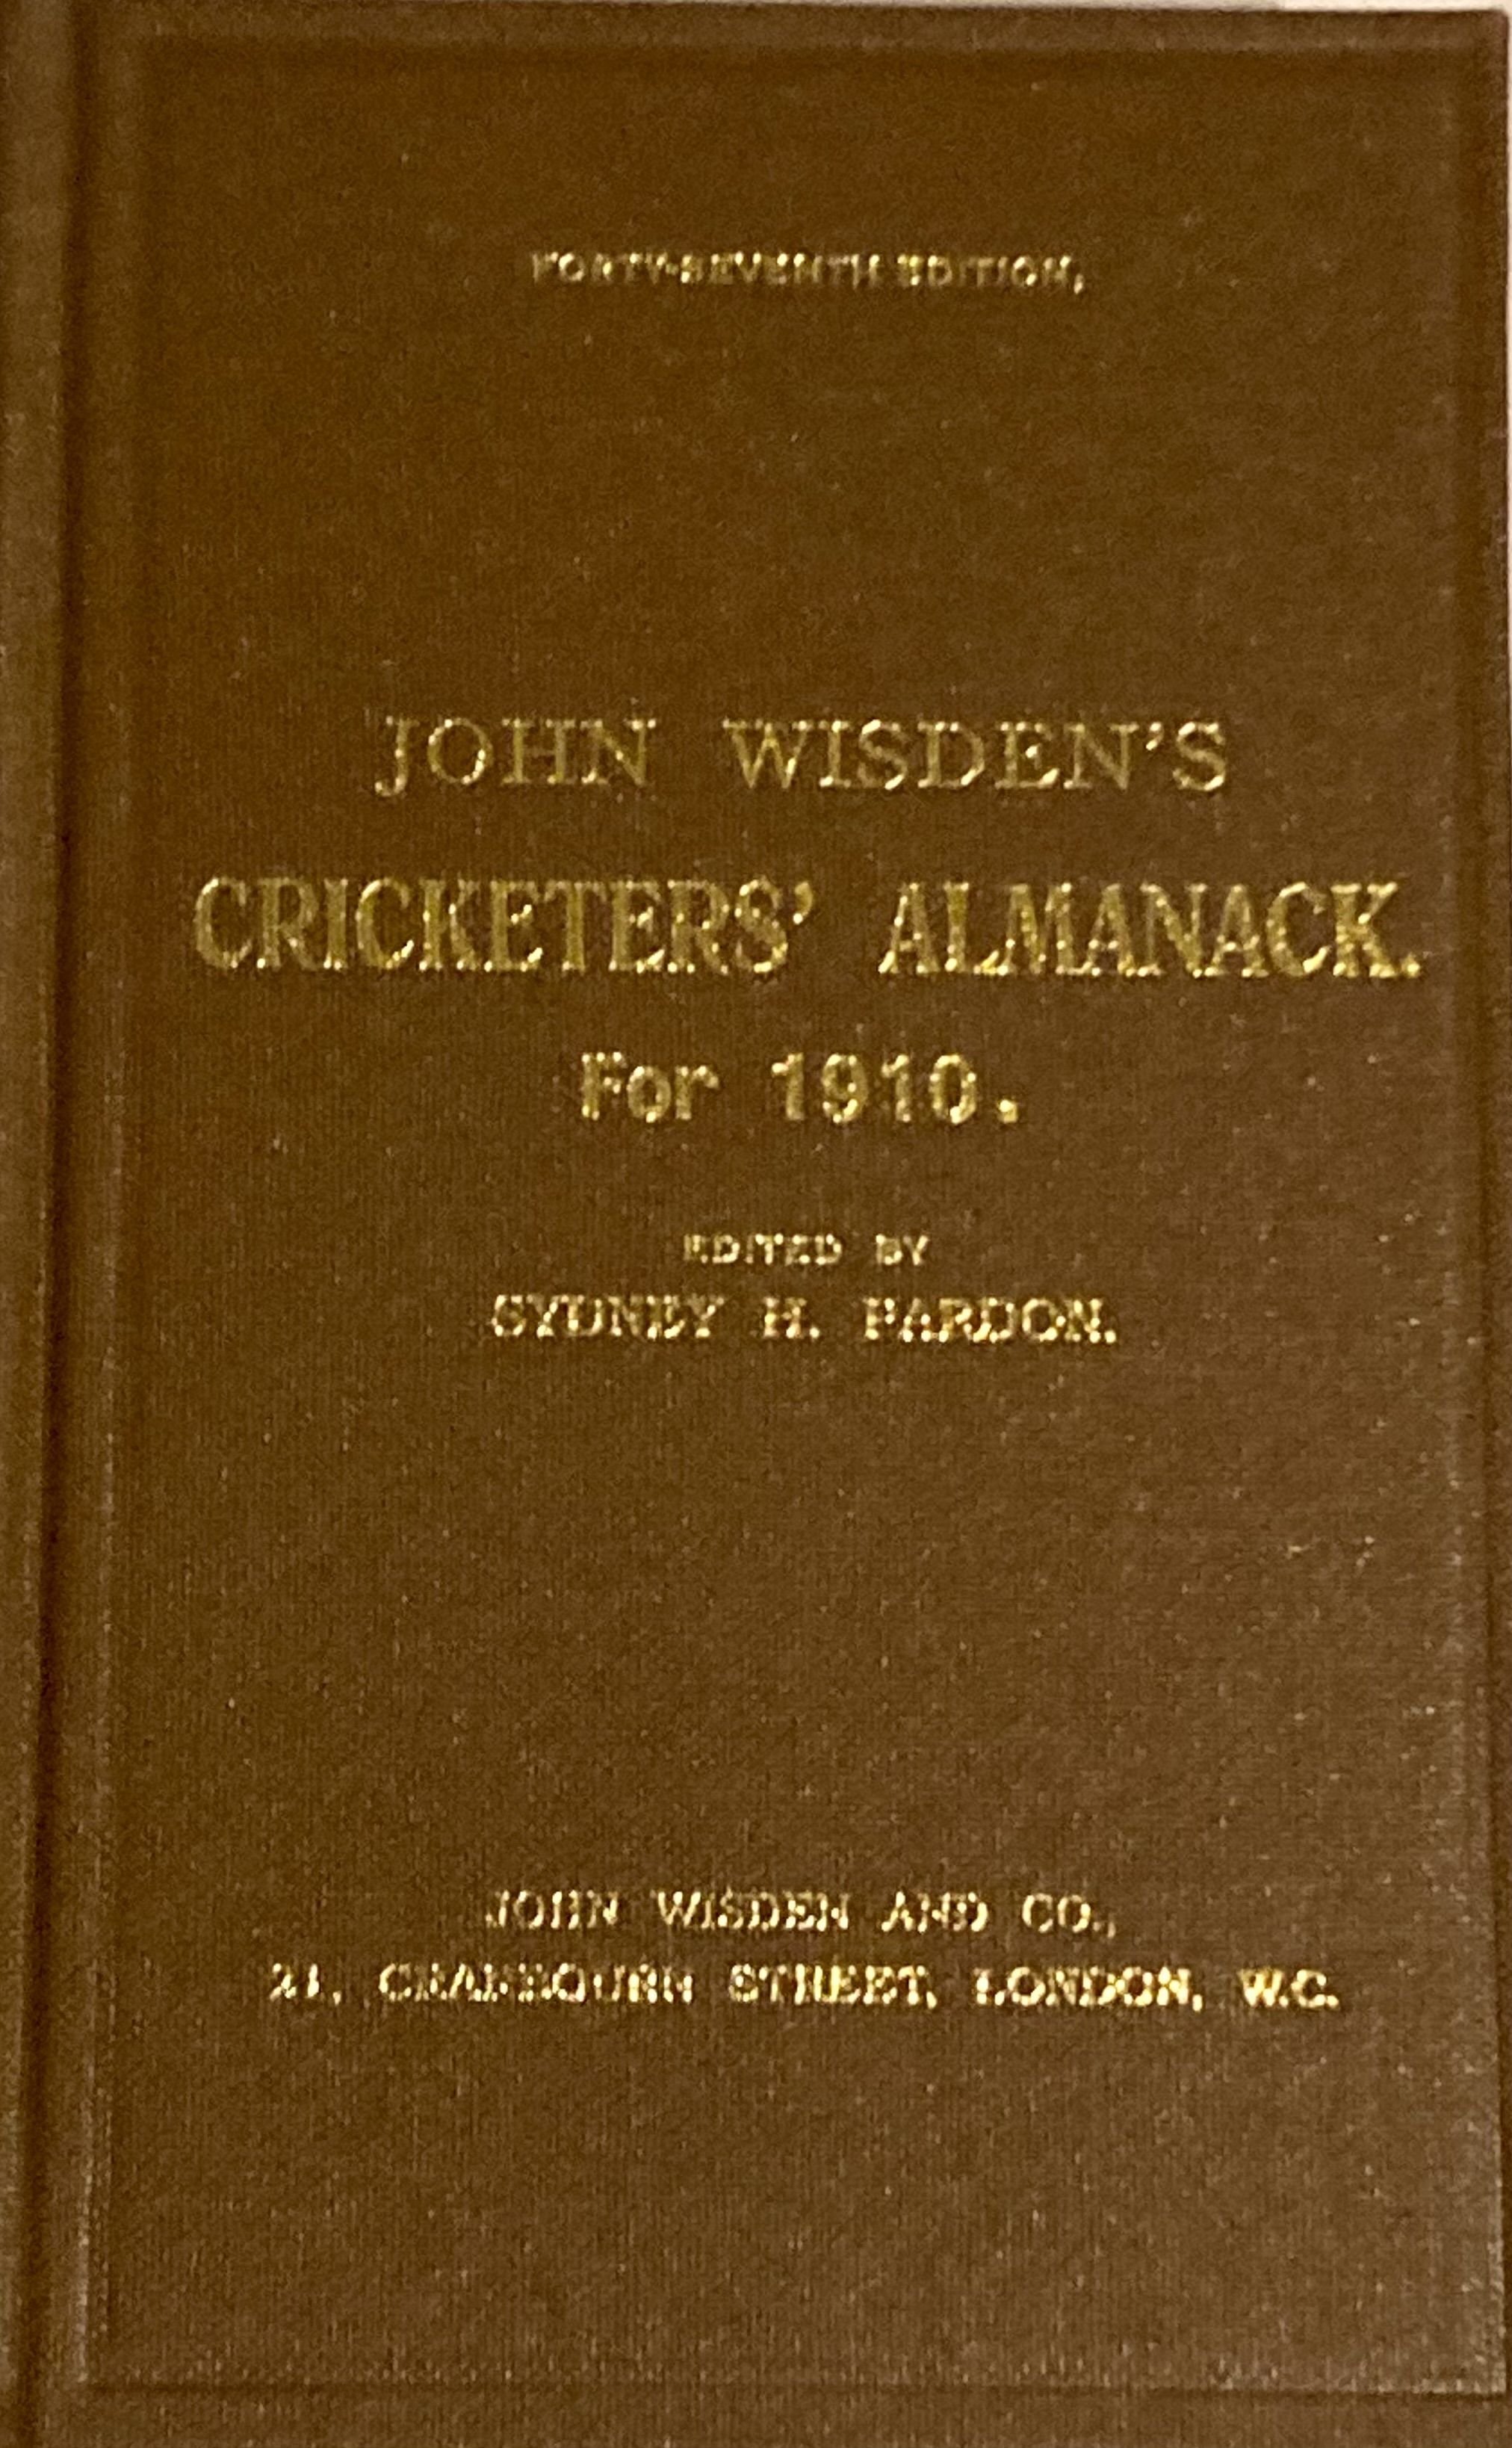 FORTY-SEVENTH EDITION,
JOHN WISDEN'S
CRICKETERS' ALMANACK.
For 1910.
EDITED BY
SYDNEY H. PARDON.
JOHN WISDEN AND CO.,
21, CRANBOURN STREET, LONDON, W.C.